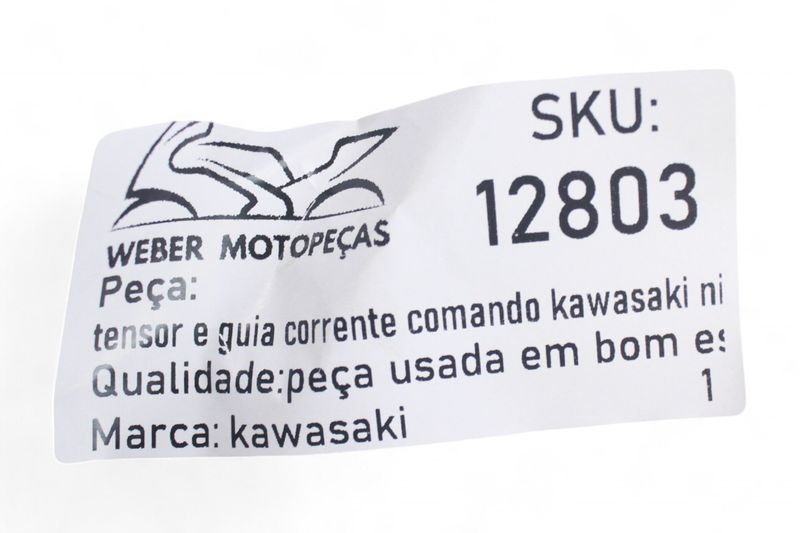 SKU:
12803
WEBER MOTOPEÇAS
Peça:
tensor e guia corrente comando kawasaki ni
Qualidade:peça usada em bom es
1
Marca: kawasaki